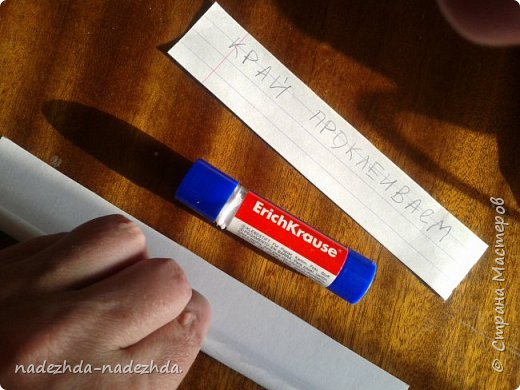 КРАЙ ПРОКЛЕИВАЕМ
ErichKrause
© Страна Мастеров
nadezhda-nadezhda.